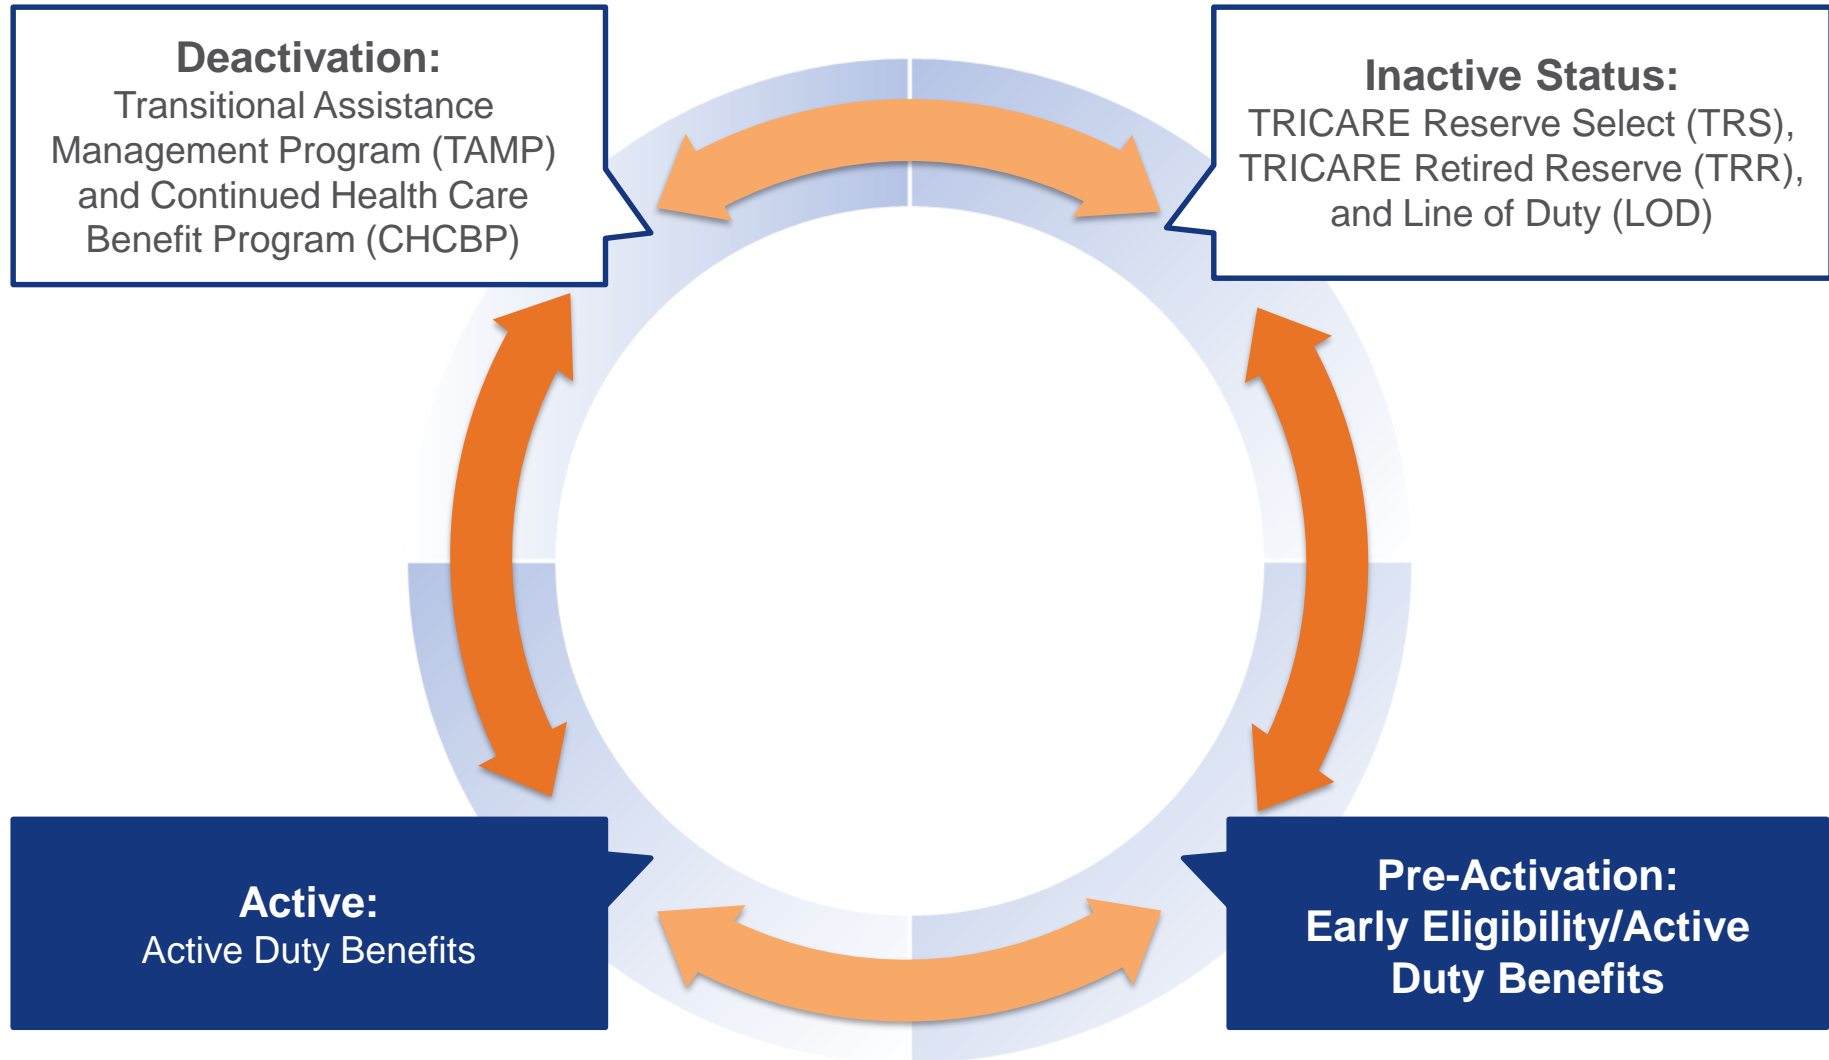 Deactivation:
Transitional Assistance
Management Program (TAMP)
and Continued Health Care
Benefit Program (CHCBP)
Inactive Status:
TRICARE Reserve Select (TRS),
TRICARE Retired Reserve (TRR),
and Line of Duty (LOD)
Active:
Active Duty Benefits
Pre-Activation:
Early Eligibility/Active
Duty Benefits